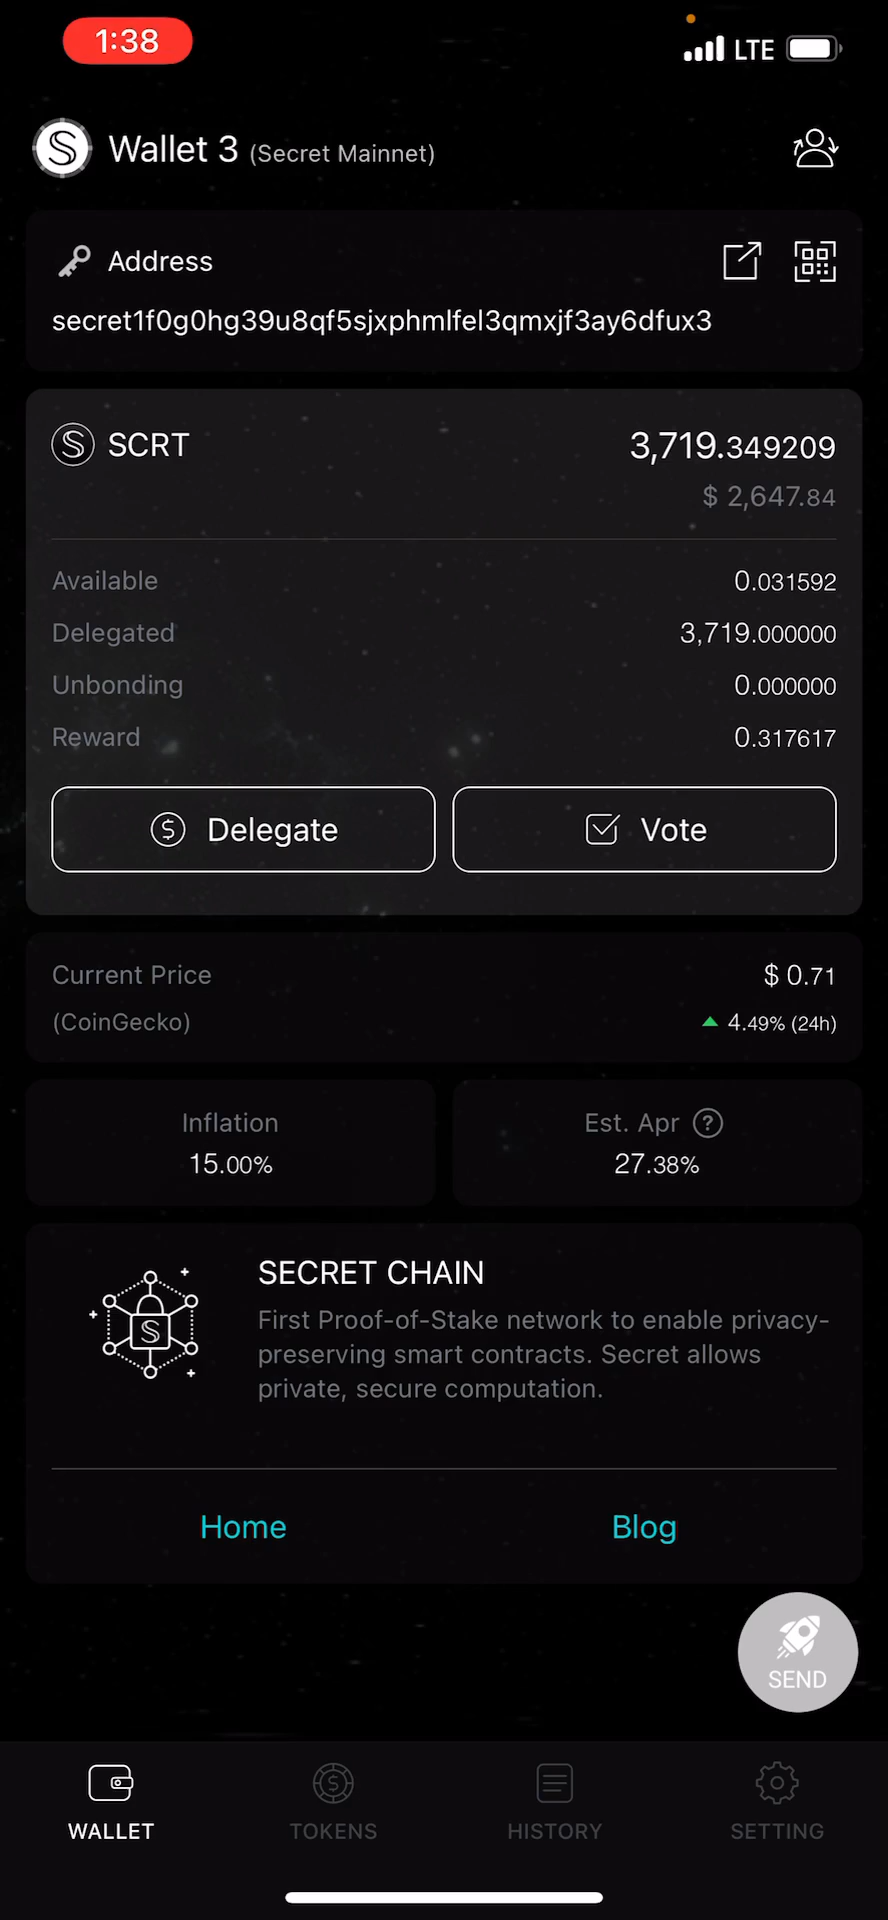 1:38
LTE
Wallet 3 (Secret Mainnet)
Address
secret1f0g0hg39u8qf5sjxphmlfel3qmxjf3ay6dfux3
SCRT 3,719.349209
$ 2,647.84
Available 0.031592
Delegated 3,719.000000
Unbonding 0.000000
Reward 0.317617
Delegate Vote
Current Price $ 0.71
(CoinGecko) 4.49% (24h)
Inflation Est. Apr ?
15.00% 27.38%
SECRET CHAIN
First Proof-of-Stake network to enable privacy-
preserving smart contracts. Secret allows
private, secure computation.
Home Blog
SEND
WALLET TOKENS HISTORY SETTING